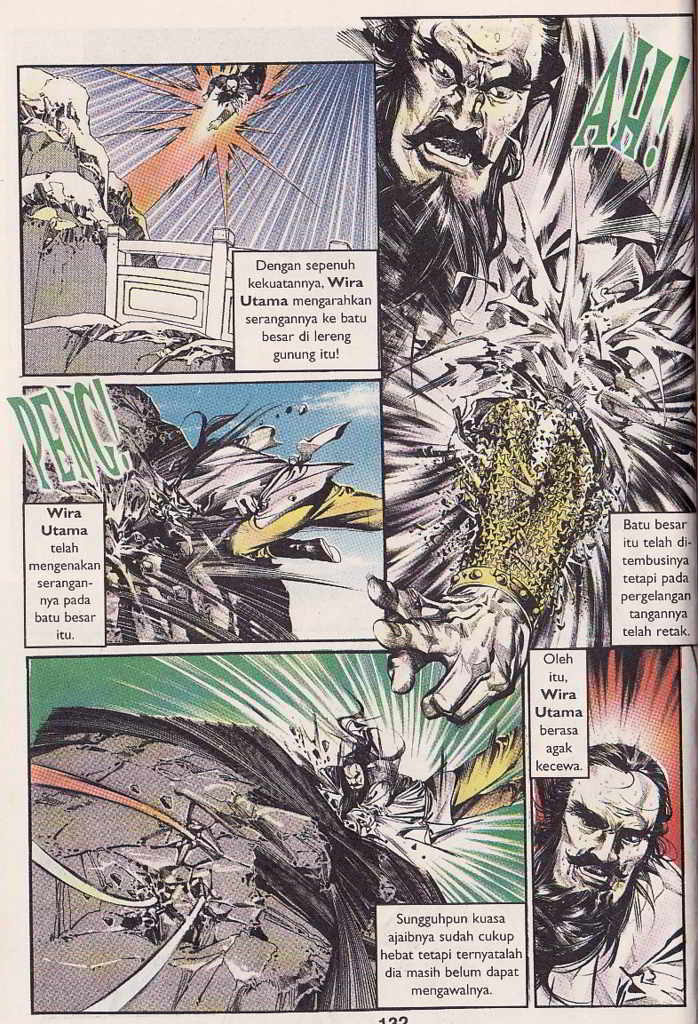 Dengan sepenuh
kekuatannya, Wira
Utama mengarahkan
serangannya ke batu
besar di lereng
gunung itu!
AH!
PENG!
Wira
Utama
telah
mengenakan
serangan-
nya pada
batu besar
itu.
Batu besar
itu telah di-
tembusinya
tetapi pada
pergelangan
tangannya
telah retak.
Sungguhpun kuasa
ajaibnya sudah cukup
hebat tetapi ternyatalah
dia masih belum dapat
mengawalnya.
Oleh
itu,
Wira
Utama
berasa
agak
kecewa.
132